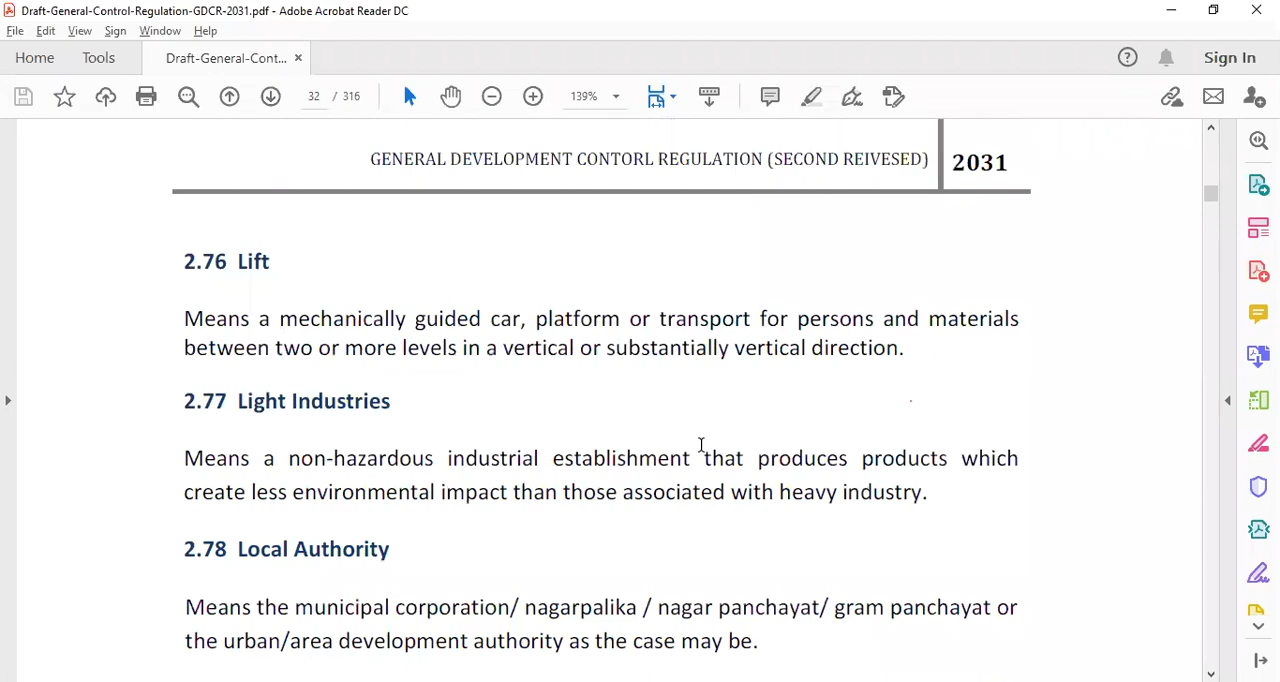 Draft-General-Control-Regulation-GDCR-2031.pdf - Adobe Acrobat Reader DC
File Edit View Sign Window Help
Home Tools Draft-General-Cont... × Sign In
32 / 316 139%
GENERAL DEVELOPMENT CONTORL REGULATION (SECOND REIVESED) 2031
2.76 Lift
Means a mechanically guided car, platform or transport for persons and materials
between two or more levels in a vertical or substantially vertical direction.
2.77 Light Industries
Means a non-hazardous industrial establishment that produces products which
create less environmental impact than those associated with heavy industry.
2.78 Local Authority
Means the municipal corporation/ nagarpalika / nagar panchayat/ gram panchayat or
the urban/area development authority as the case may be.